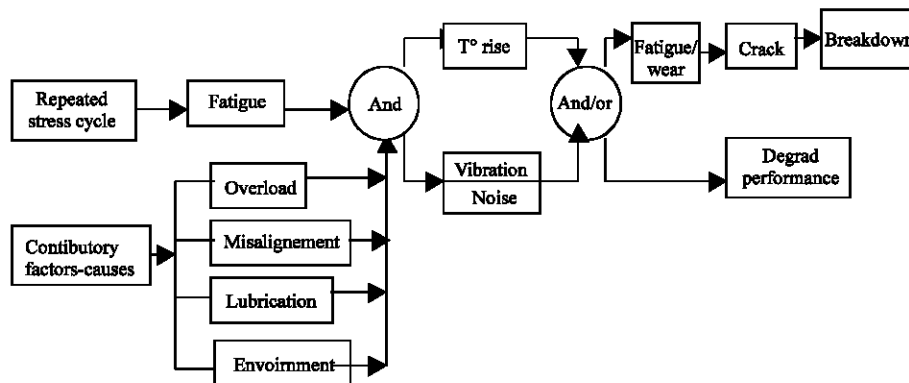 Repeated
stress cycle
Fatigue
And
T° rise
Vibration
Noise
And/or
Fatigue/
wear
Crack
Breakdown
Degrad
performance
Contibutory
factors-causes
Overload
Misalignement
Lubrication
Envoirnment